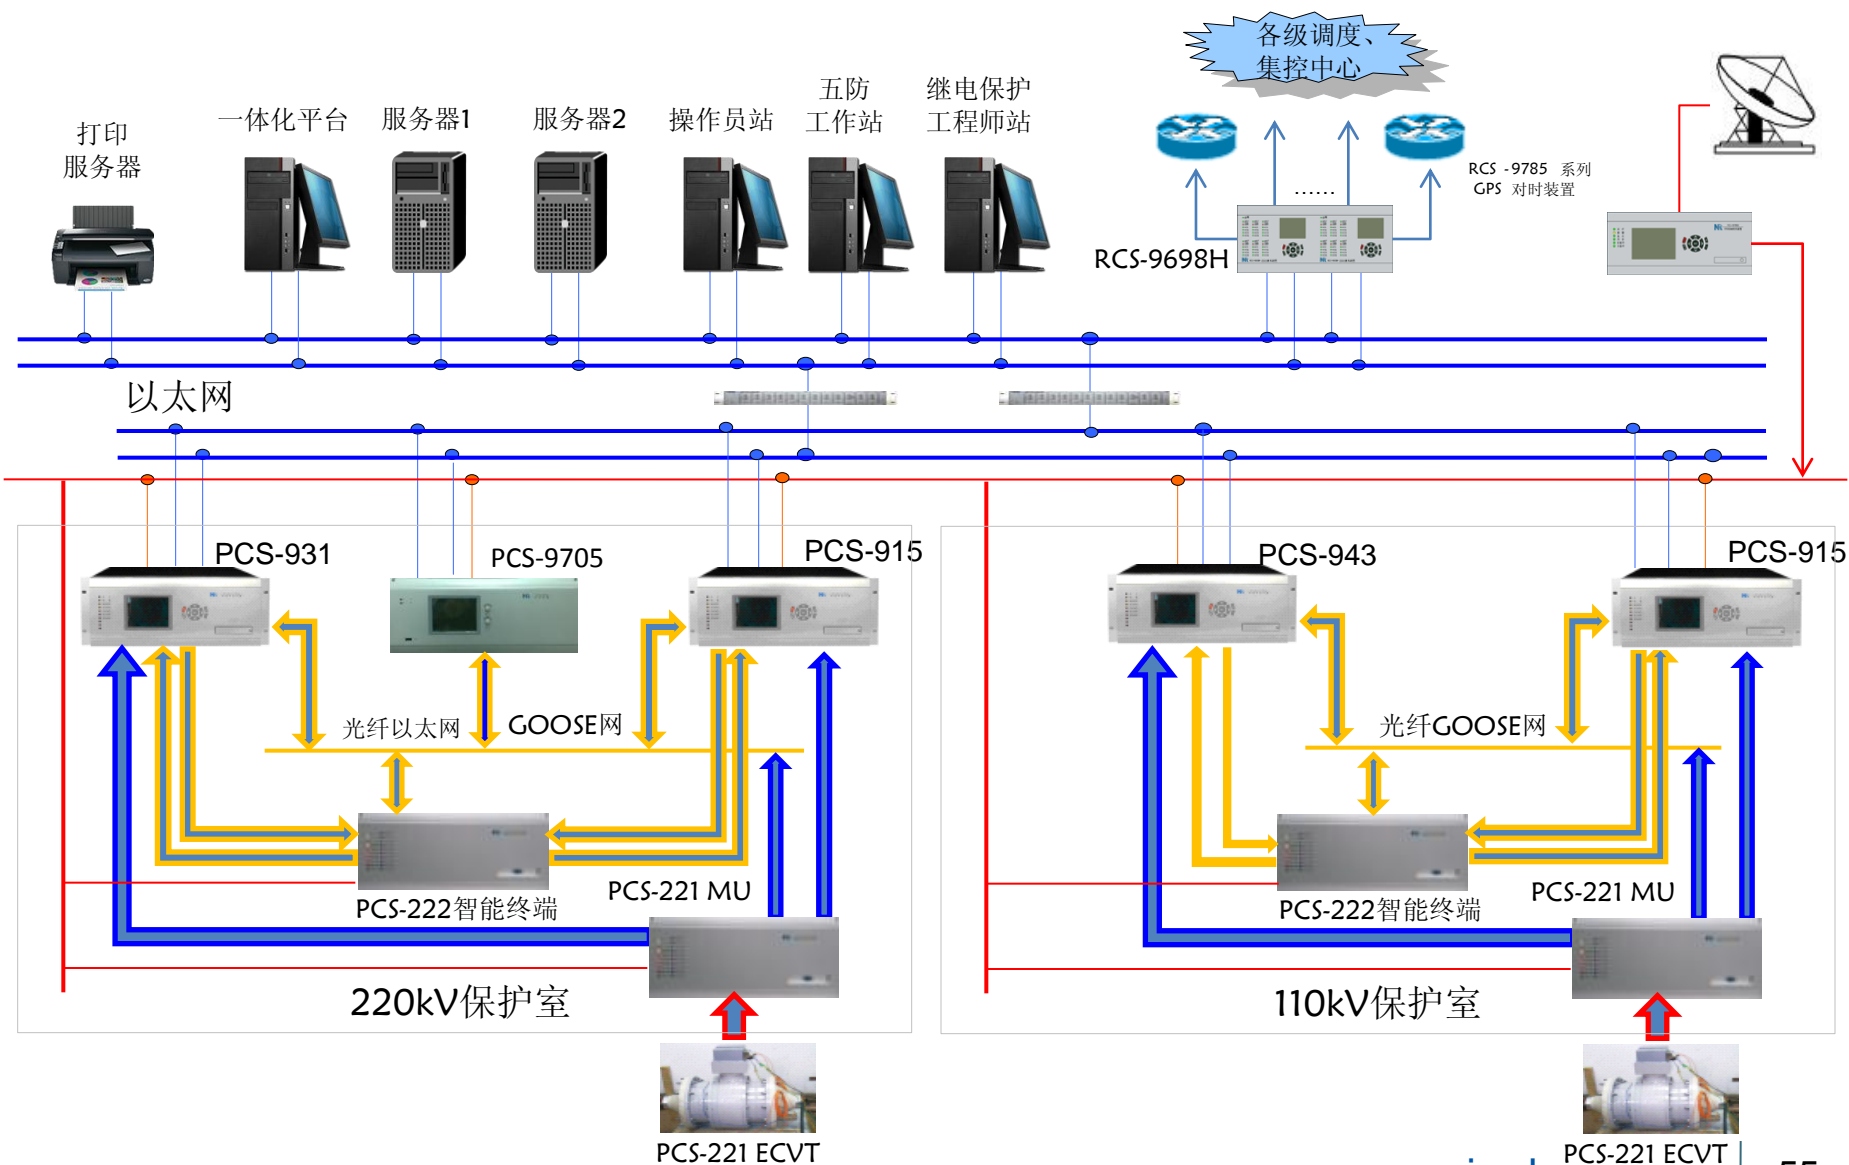 各级调度、
集控中心
打印
服务器
一体化平台
服务器1
服务器2
操作员站
五防
工作站
继电保护
工程师站
RCS -9785 系列
GPS 对时装置
......
RCS-9698H
以太网
PCS-931
PCS-9705
PCS-915
PCS-943
PCS-915
光纤以太网
GOOSE网
光纤GOOSE网
PCS-221 MU
PCS-222智能终端
PCS-221 MU
PCS-222智能终端
220kV保护室
110kV保护室
PCS-221 ECVT
PCS-221 ECVT